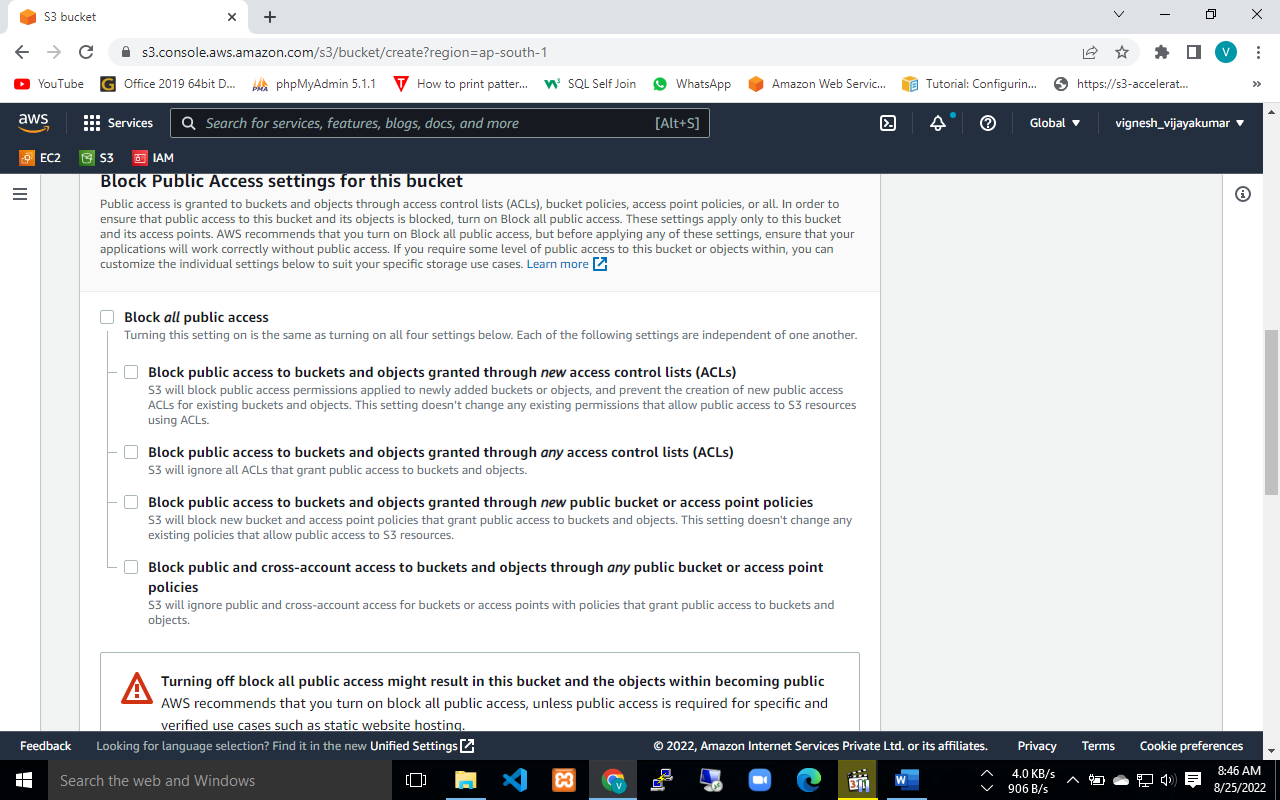 S3 bucket
s3.console.aws.amazon.com/s3/bucket/create?region=ap-south-1
V
YouTube
Office 2019 64bit D...
phpMyAdmin 5.1.1
How to print patter...
SQL Self Join
WhatsApp
Amazon Web Servic...
Tutorial: Configurin...
https://s3-accelerat...
aws
Services
Search for services, features, blogs, docs, and more
[Alt+S]
Global
vignesh_vijayakumar
EC2
S3
IAM
Block Public Access settings for this bucket
Public access is granted to buckets and objects through access control lists (ACLs), bucket policies, access point policies, or all. In order to
ensure that public access to this bucket and its objects is blocked, turn on Block all public access. These settings apply only to this bucket
and its access points. AWS recommends that you turn on Block all public access, but before applying any of these settings, ensure that your
applications will work correctly without public access. If you require some level of public access to this bucket or objects within, you can
customize the individual settings below to suit your specific storage use cases. Learn more
Block all public access
Turning this setting on is the same as turning on all four settings below. Each of the following settings are independent of one another.
Block public access to buckets and objects granted through new access control lists (ACLs)
S3 will block public access permissions applied to newly added buckets or objects, and prevent the creation of new public access
ACLs for existing buckets and objects. This setting doesn't change any existing permissions that allow public access to S3 resources
using ACLs.
Block public access to buckets and objects granted through any access control lists (ACLs)
S3 will ignore all ACLs that grant public access to buckets and objects.
Block public access to buckets and objects granted through new public bucket or access point policies
S3 will block new bucket and access point policies that grant public access to buckets and objects. This setting doesn't change any
existing policies that allow public access to S3 resources.
Block public and cross-account access to buckets and objects through any public bucket or access point
policies
S3 will ignore public and cross-account access for buckets or access points with policies that grant public access to buckets and
objects.
Turning off block all public access might result in this bucket and the objects within becoming public
AWS recommends that you turn on block all public access, unless public access is required for specific and
verified use cases such as static website hosting.
Feedback
Looking for language selection? Find it in the new Unified Settings
© 2022, Amazon Internet Services Private Ltd. or its affiliates.
Privacy
Terms
Cookie preferences
Search the web and Windows
4.0 KB/s
906 B/s
8:46 AM
8/25/2022